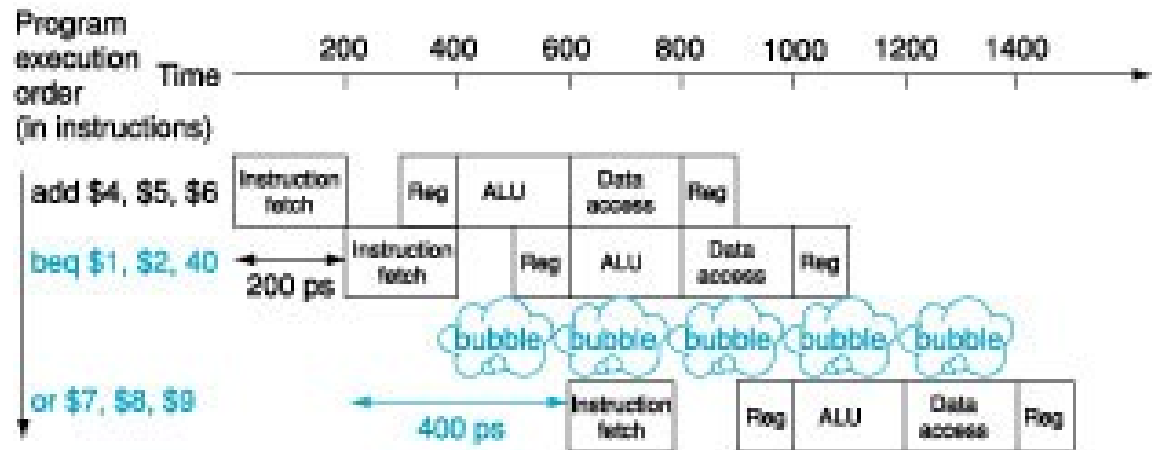 Program
execution
order
(in instructions)
Time
200 400 600 800 1000 1200 1400
add $4, $5, $6
Instruction
fetch
Reg
ALU
Data
access
Reg
beq $1, $2, 40
200 ps
Instruction
fetch
Reg
ALU
Data
access
Reg
bubble bubble bubble bubble bubble
or $7, $8, $9
400 ps
Instruction
fetch
Reg
ALU
Data
access
Reg